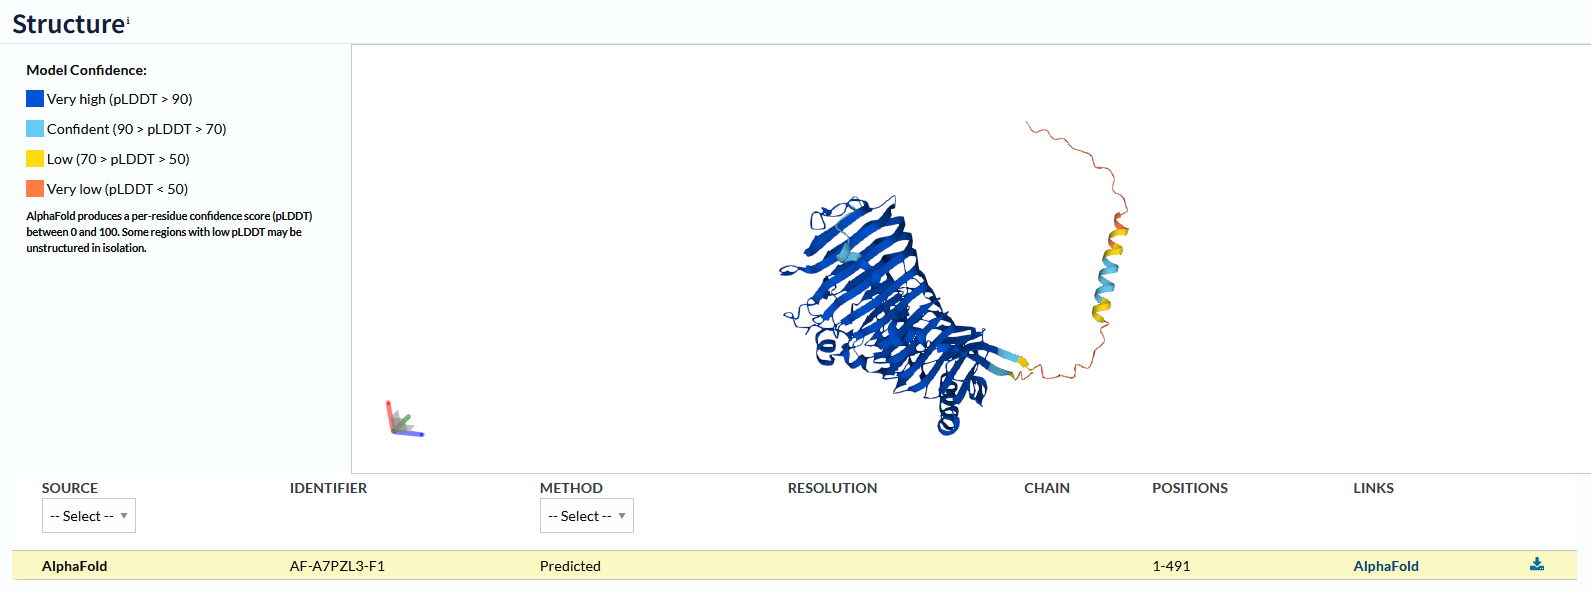 Structure i
Model Confidence:
Very high (pLDDT > 90)
Confident (90 > pLDDT > 70)
Low (70 > pLDDT > 50)
Very low (pLDDT < 50)
AlphaFold produces a per-residue confidence score (pLDDT)
between 0 and 100. Some regions with low pLDDT may be
unstructured in isolation.
SOURCE IDENTIFIER METHOD RESOLUTION CHAIN POSITIONS LINKS
-- Select -- -- Select --
AlphaFold AF-A7PZL3-F1 Predicted 1-491 AlphaFold